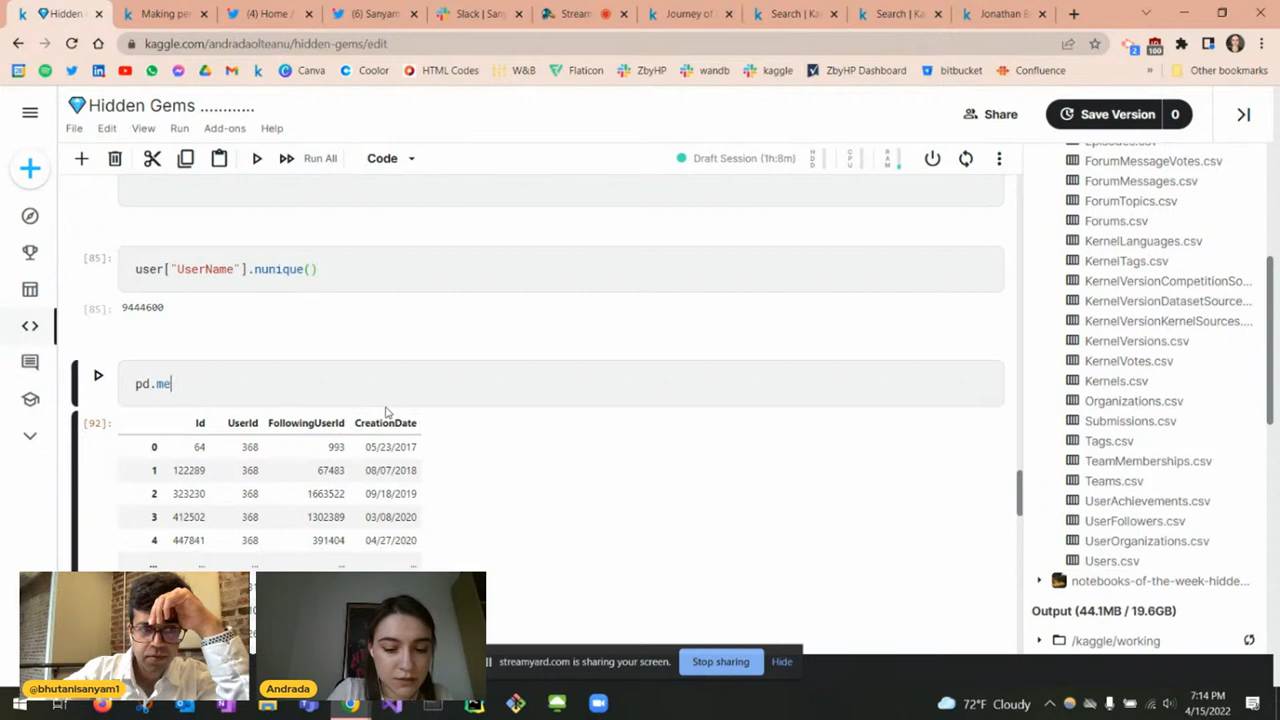 Hidden G
Making pe
(4) Home /
(6) Sanyam
Slack | San
Stream
Journey of
Search | Ka
Search | Ka
Jonathan B
kaggle.com/andradaolteanu/hidden-gems/edit
2
100
Canva
Coolor
HTML Codes
W&B
Flaticon
ZbyHP
wandb
kaggle
ZbyHP Dashboard
bitbucket
Confluence
»
Other bookmarks
Hidden Gems ............
File Edit View Run Add-ons Help
Share
Save Version 0
Run All
Code
Draft Session (1h:8m)
HDD
CPU
RAM
[85]:
user["UserName"].nunique()
[85]:
9444600
pd.me
[92]:
Id UserId FollowingUserId CreationDate
0 64 368 993 05/23/2017
1 122289 368 67483 08/07/2018
2 323230 368 1663522 09/18/2019
3 412502 368 1302389 03/08/2020
4 447841 368 391404 04/27/2020
... ... ... ... ...
Episodes.csv
ForumMessageVotes.csv
ForumMessages.csv
ForumTopics.csv
Forums.csv
KernelLanguages.csv
KernelTags.csv
KernelVersionCompetitionSo...
KernelVersionDatasetSource...
KernelVersionKernelSources....
KernelVersions.csv
KernelVotes.csv
Kernels.csv
Organizations.csv
Submissions.csv
Tags.csv
TeamMemberships.csv
Teams.csv
UserAchievements.csv
UserFollowers.csv
UserOrganizations.csv
Users.csv
notebooks-of-the-week-hidde...
Output (44.1MB / 19.6GB)
/kaggle/working
@bhutanisanyam1
Andrada
streamyard.com is sharing your screen.
Stop sharing
Hide
72°F Cloudy
7:14 PM
4/15/2022